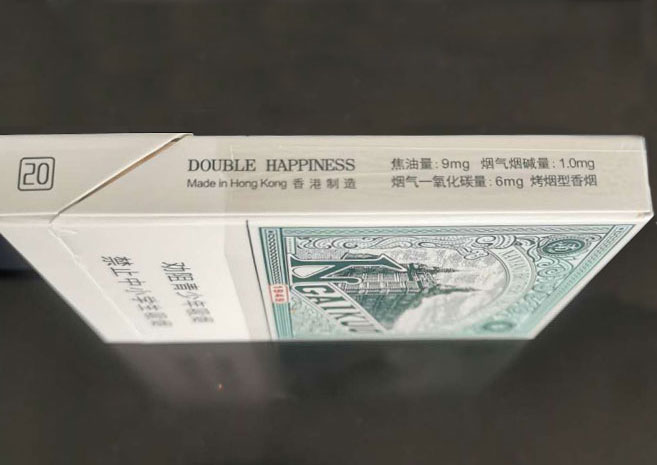 20
DOUBLE HAPPINESS
Made in Hong Kong 香港制造
焦油量:9mg 烟气烟碱量:1.0mg
烟气一氧化碳量:6mg 烤烟型香烟
劝阻青少年吸烟
禁止中小学生吸烟
1949